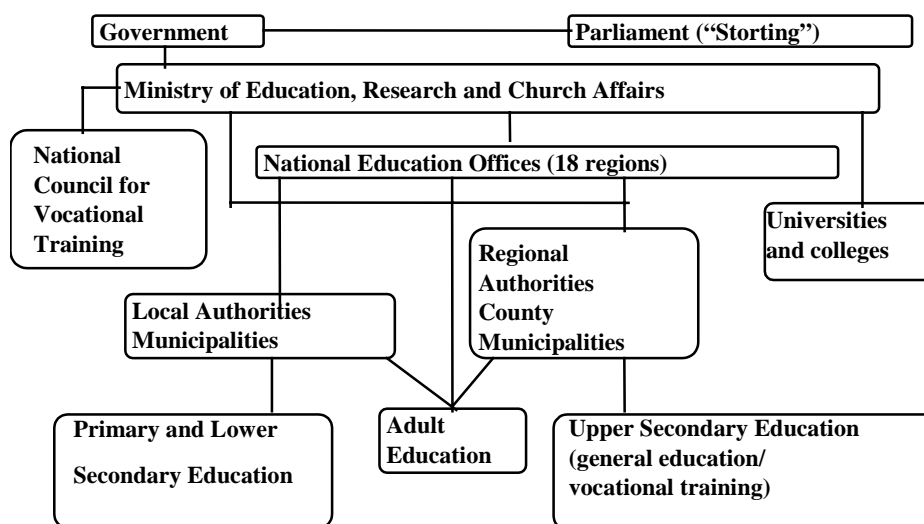 Government
Parliament (“Storting”)
Ministry of Education, Research and Church Affairs
National
Council for
Vocational
Training
National Education Offices (18 regions)
Universities
and colleges
Regional
Authorities
County
Municipalities
Local Authorities
Municipalities
Primary and Lower
Secondary Education
Adult
Education
Upper Secondary Education
(general education/
vocational training)